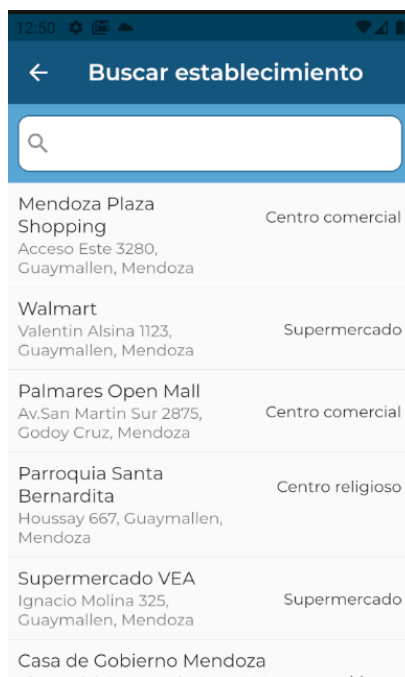 12:50
Buscar establecimiento
Mendoza Plaza
Shopping
Centro comercial
Acceso Este 3280,
Guaymallen, Mendoza
Walmart
Valentin Alsina 1123,
Supermercado
Guaymallen, Mendoza
Palmares Open Mall
Av.San Martin Sur 2875,
Centro comercial
Godoy Cruz, Mendoza
Parroquia Santa
Bernardita
Centro religioso
Houssay 667, Guaymallen,
Mendoza
Supermercado VEA
Ignacio Molina 325,
Supermercado
Guaymallen, Mendoza
Casa de Gobierno Mendoza